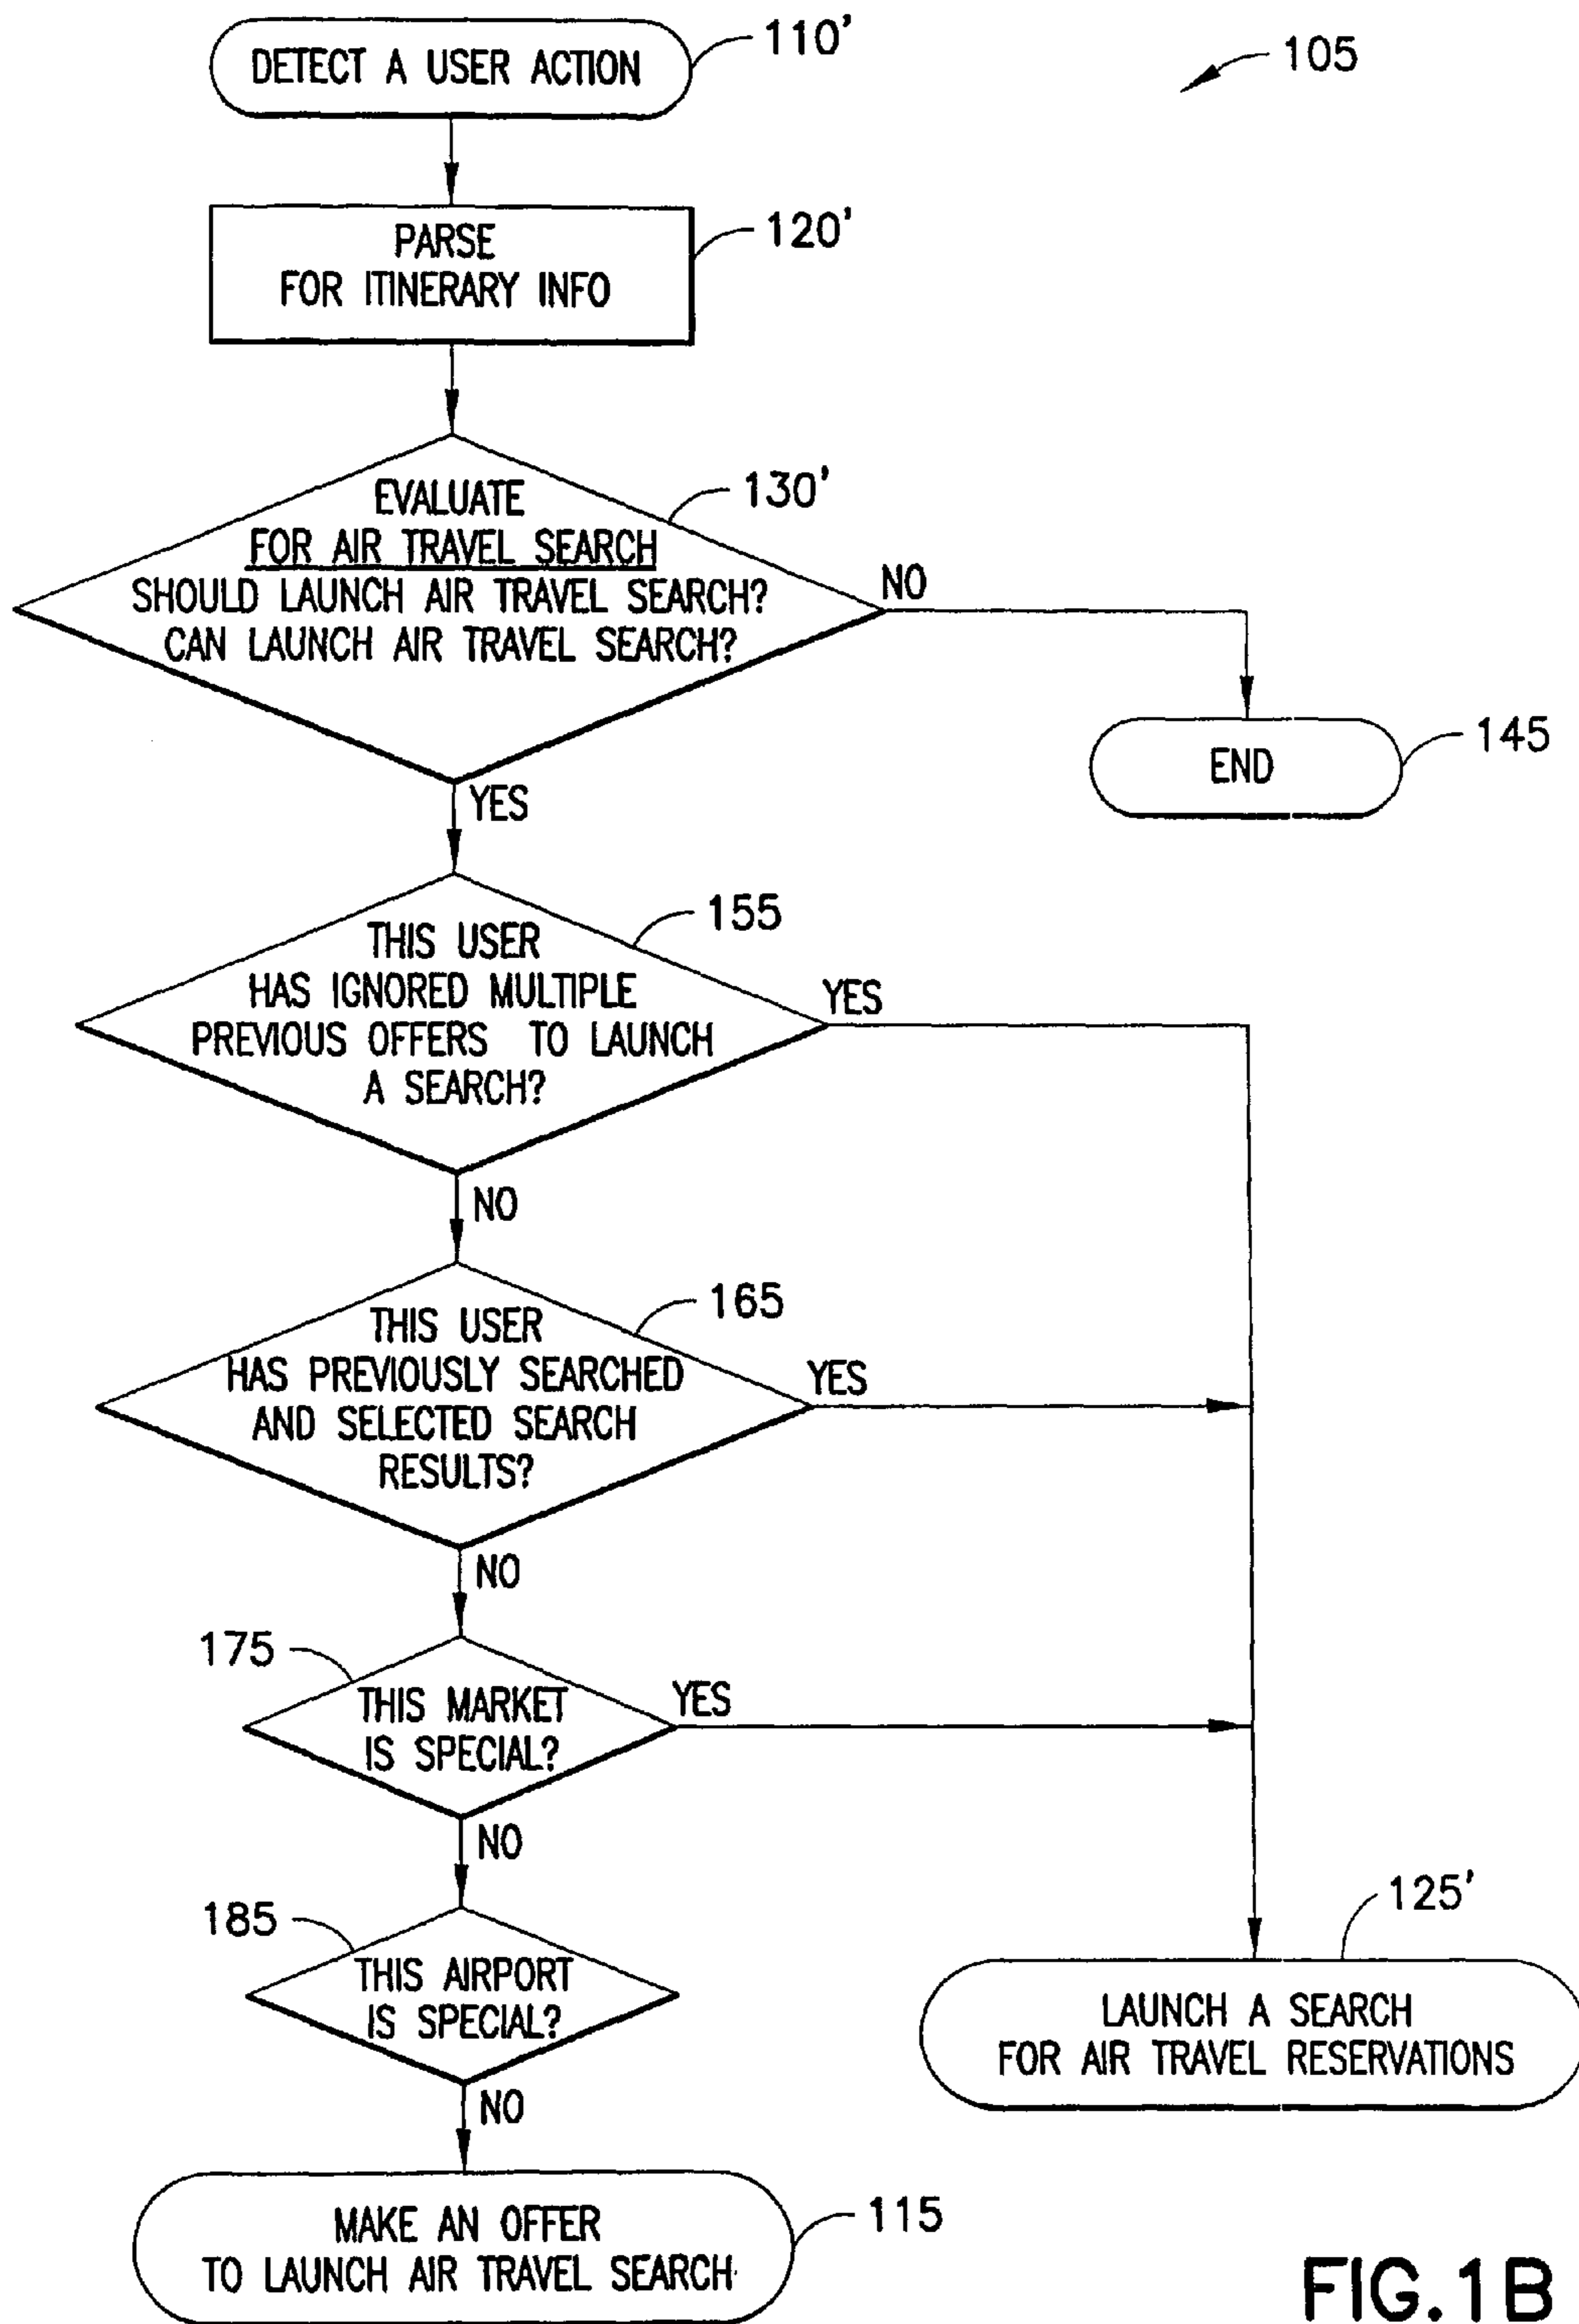 DETECT A USER ACTION
110'
105
PARSE
FOR ITINERARY INFO
120'
EVALUATE
FOR AIR TRAVEL SEARCH
SHOULD LAUNCH AIR TRAVEL SEARCH?
CAN LAUNCH AIR TRAVEL SEARCH?
130'
NO
END
145
YES
THIS USER
HAS IGNORED MULTIPLE
PREVIOUS OFFERS TO LAUNCH
A SEARCH?
155
YES
NO
THIS USER
HAS PREVIOUSLY SEARCHED
AND SELECTED SEARCH
RESULTS?
165
YES
NO
175
THIS MARKET
IS SPECIAL?
YES
NO
185
THIS AIRPORT
IS SPECIAL?
125'
LAUNCH A SEARCH
FOR AIR TRAVEL RESERVATIONS
NO
MAKE AN OFFER
TO LAUNCH AIR TRAVEL SEARCH
115
FIG.1B